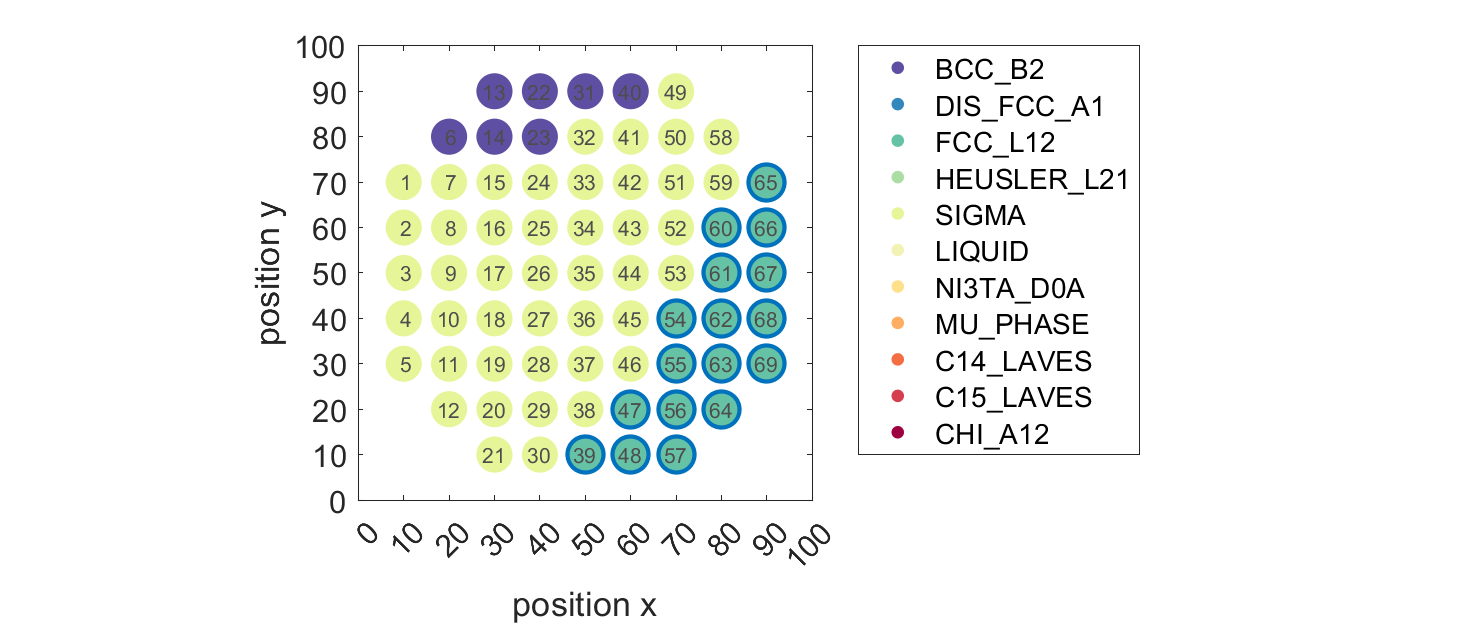 100
90
80
70
60
50
40
30
20
10
0
13 22 31 40 49
6 14 23 32 41 50 58
1 7 15 24 33 42 51 59 65
2 8 16 25 34 43 52 60 66
3 9 17 26 35 44 53 61 67
4 10 18 27 36 45 54 62 68
5 11 19 28 37 46 55 63 69
12 20 29 38 47 56 64
21 30 39 48 57
0 10 20 30 40 50 60 70 80 90 100
position x
position y
BCC_B2
DIS_FCC_A1
FCC_L12
HEUSLER_L21
SIGMA
LIQUID
NI3TA_D0A
MU_PHASE
C14_LAVES
C15_LAVES
CHI_A12